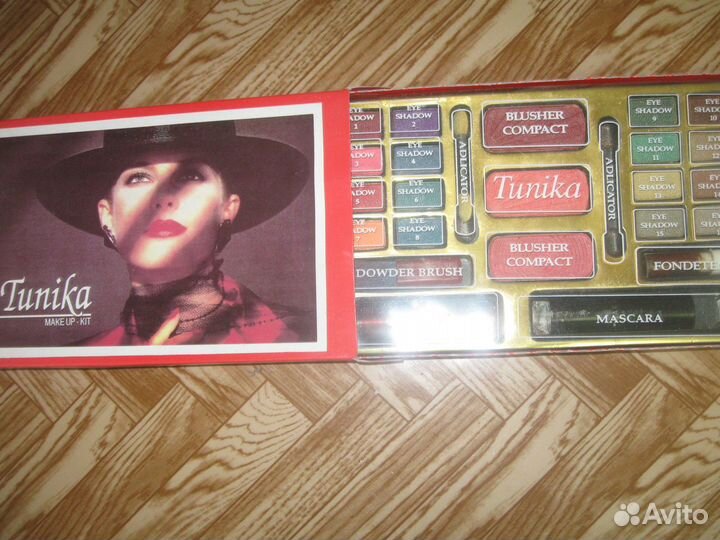 Tunika
MAKE UP - KIT
EYE SHADOW 1
EYE SHADOW 2
EYE SHADOW 3
EYE SHADOW 4
EYE SHADOW 5
EYE SHADOW 6
EYE SHADOW 7
EYE SHADOW 8
ADLICATOR
BLUSHER
COMPACT
Tunika
BLUSHER
COMPACT
ADLICATOR
EYE SHADOW 9
EYE SHADOW 10
EYE SHADOW 11
EYE SHADOW 13
EYE SHADOW 15
DOWDER BRUSH
FONDETE
MASCARA
Avito